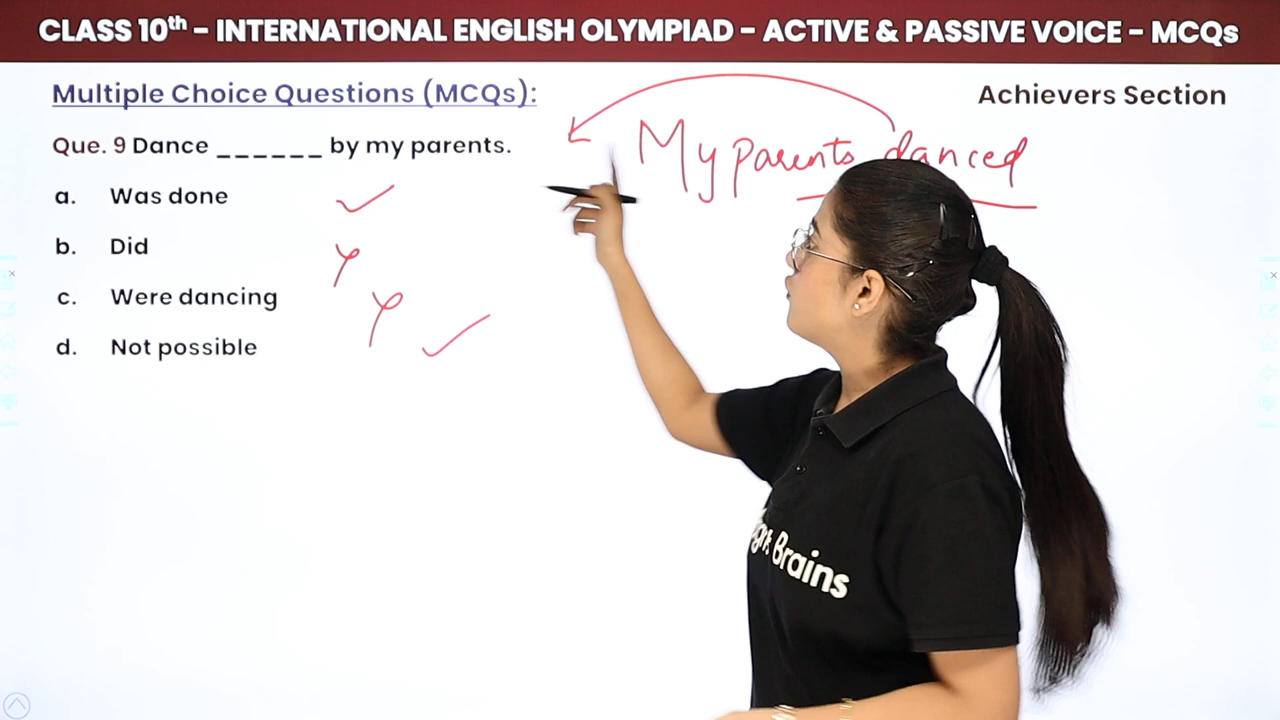 CLASS 10th – INTERNATIONAL ENGLISH OLYMPIAD – ACTIVE & PASSIVE VOICE – MCQs
Multiple Choice Questions (MCQs):
Achievers Section
Que. 9 Dance ______ by my parents.
My parents danced
a. Was done
b. Did
c. Were dancing
d. Not possible
Brains